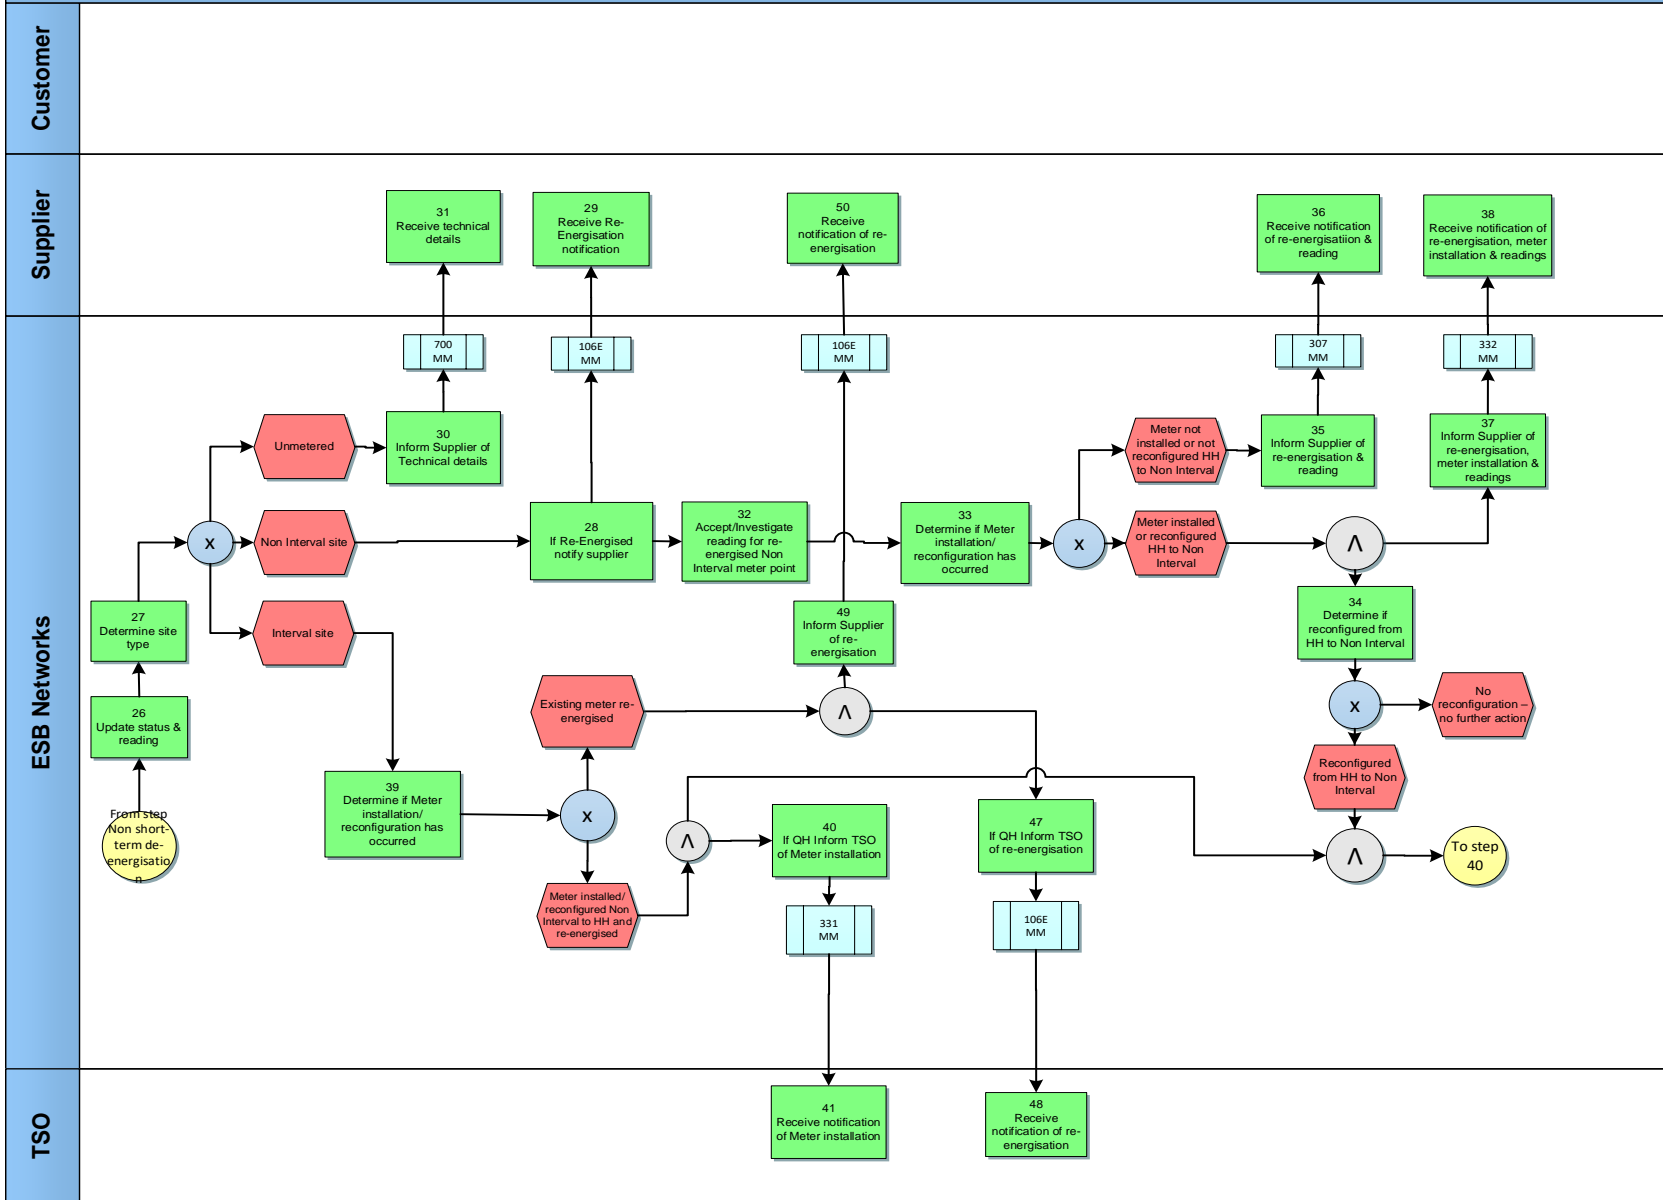 Customer
Supplier
31
Receive technical
details
29
Receive Re-
Energisation
notification
50
Receive
notification of re-
energisation
36
Receive notification
of re-energisatiion &
reading
38
Receive notification of
re-energisation, meter
installation & readings
ESB Networks
700
MM
106E
MM
106E
MM
307
MM
332
MM
Unmetered
30
Inform Supplier of
Technical details
Meter not
installed or not
reconfigured HH
to Non Interval
35
Inform Supplier of
re-energisation &
reading
37
Inform Supplier of
re-energisation,
meter installation &
readings
x
Non Interval site
28
If Re-Energised
notify supplier
32
Accept/Investigate
reading for re-
energised Non
Interval meter point
33
Determine if Meter
installation/
reconfiguration has
occurred
x
Meter installed
or reconfigured
HH to Non
Interval
Λ
27
Determine site
type
Interval site
49
Inform Supplier
of re-
energisation
34
Determine if
reconfigured from
HH to Non Interval
26
Update status &
reading
Existing meter re-
energised
Λ
x
No
reconfiguration –
no further action
From step
Non short-
term de-
energisatio
n
39
Determine if Meter
installation/
reconfiguration has
occurred
x
Λ
40
If QH Inform TSO
of Meter installation
47
If QH Inform TSO
of re-energisation
Reconfigured
from HH to Non
Interval
Λ
To step
40
Meter installed/
reconfigured Non
Interval to HH and
re-energised
331
MM
106E
MM
TSO
41
Receive notification
of Meter installation
48
Receive
notification of re-
energisation